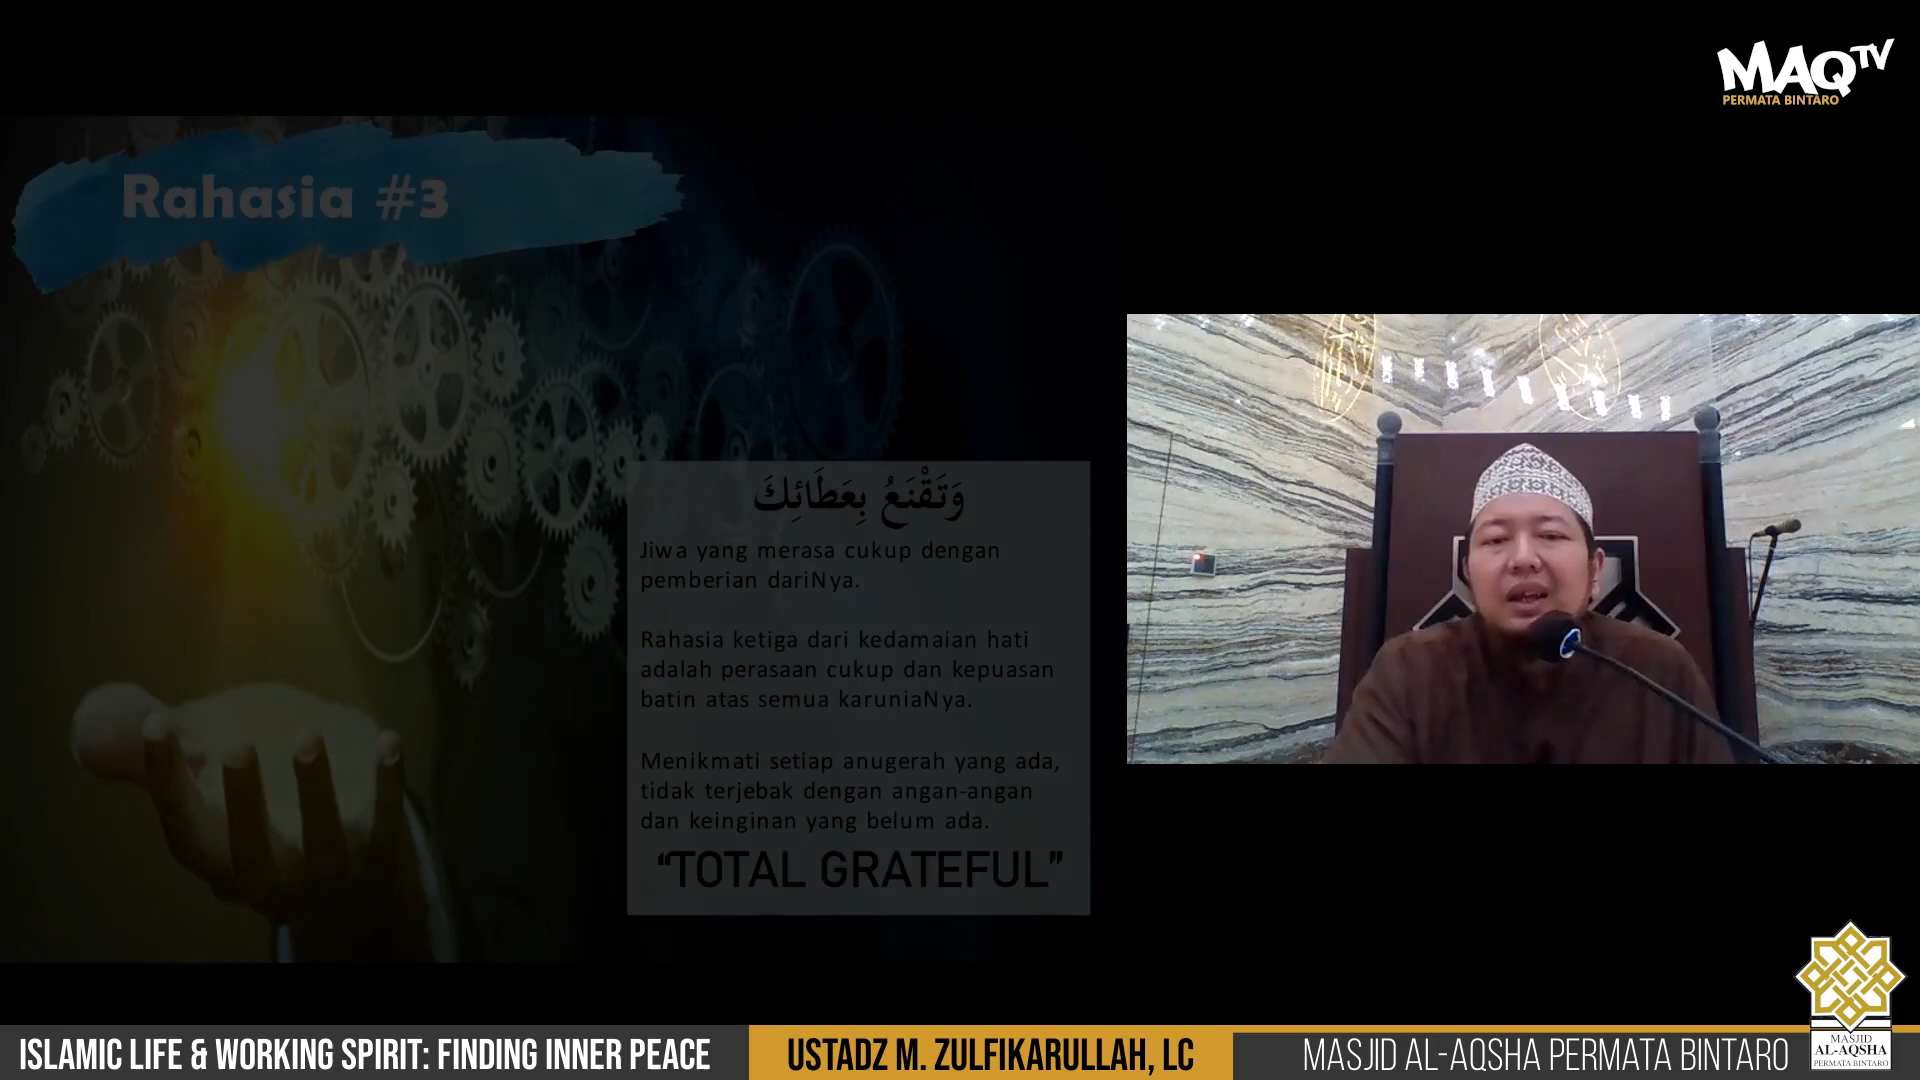 MAQTV
PERMATA BINTARO
Rahasia #3
وَتَقْنَعُ بِعَطَائِكَ
Jiwa yang merasa cukup dengan
pemberian dariNya.
Rahasia ketiga dari kedamaian hati
adalah perasaan cukup dan kepuasan
batin atas semua karuniaNya.
Menikmati setiap anugerah yang ada,
tidak terjebak dengan angan-angan
dan keinginan yang belum ada.
“TOTAL GRATEFUL”
ISLAMIC LIFE & WORKING SPIRIT: FINDING INNER PEACE
USTADZ M. ZULFIKARULLAH, LC
MASJID AL-AQSHA PERMATA BINTARO
MASJID
AL-AQSHA
PERMATA BINTARO